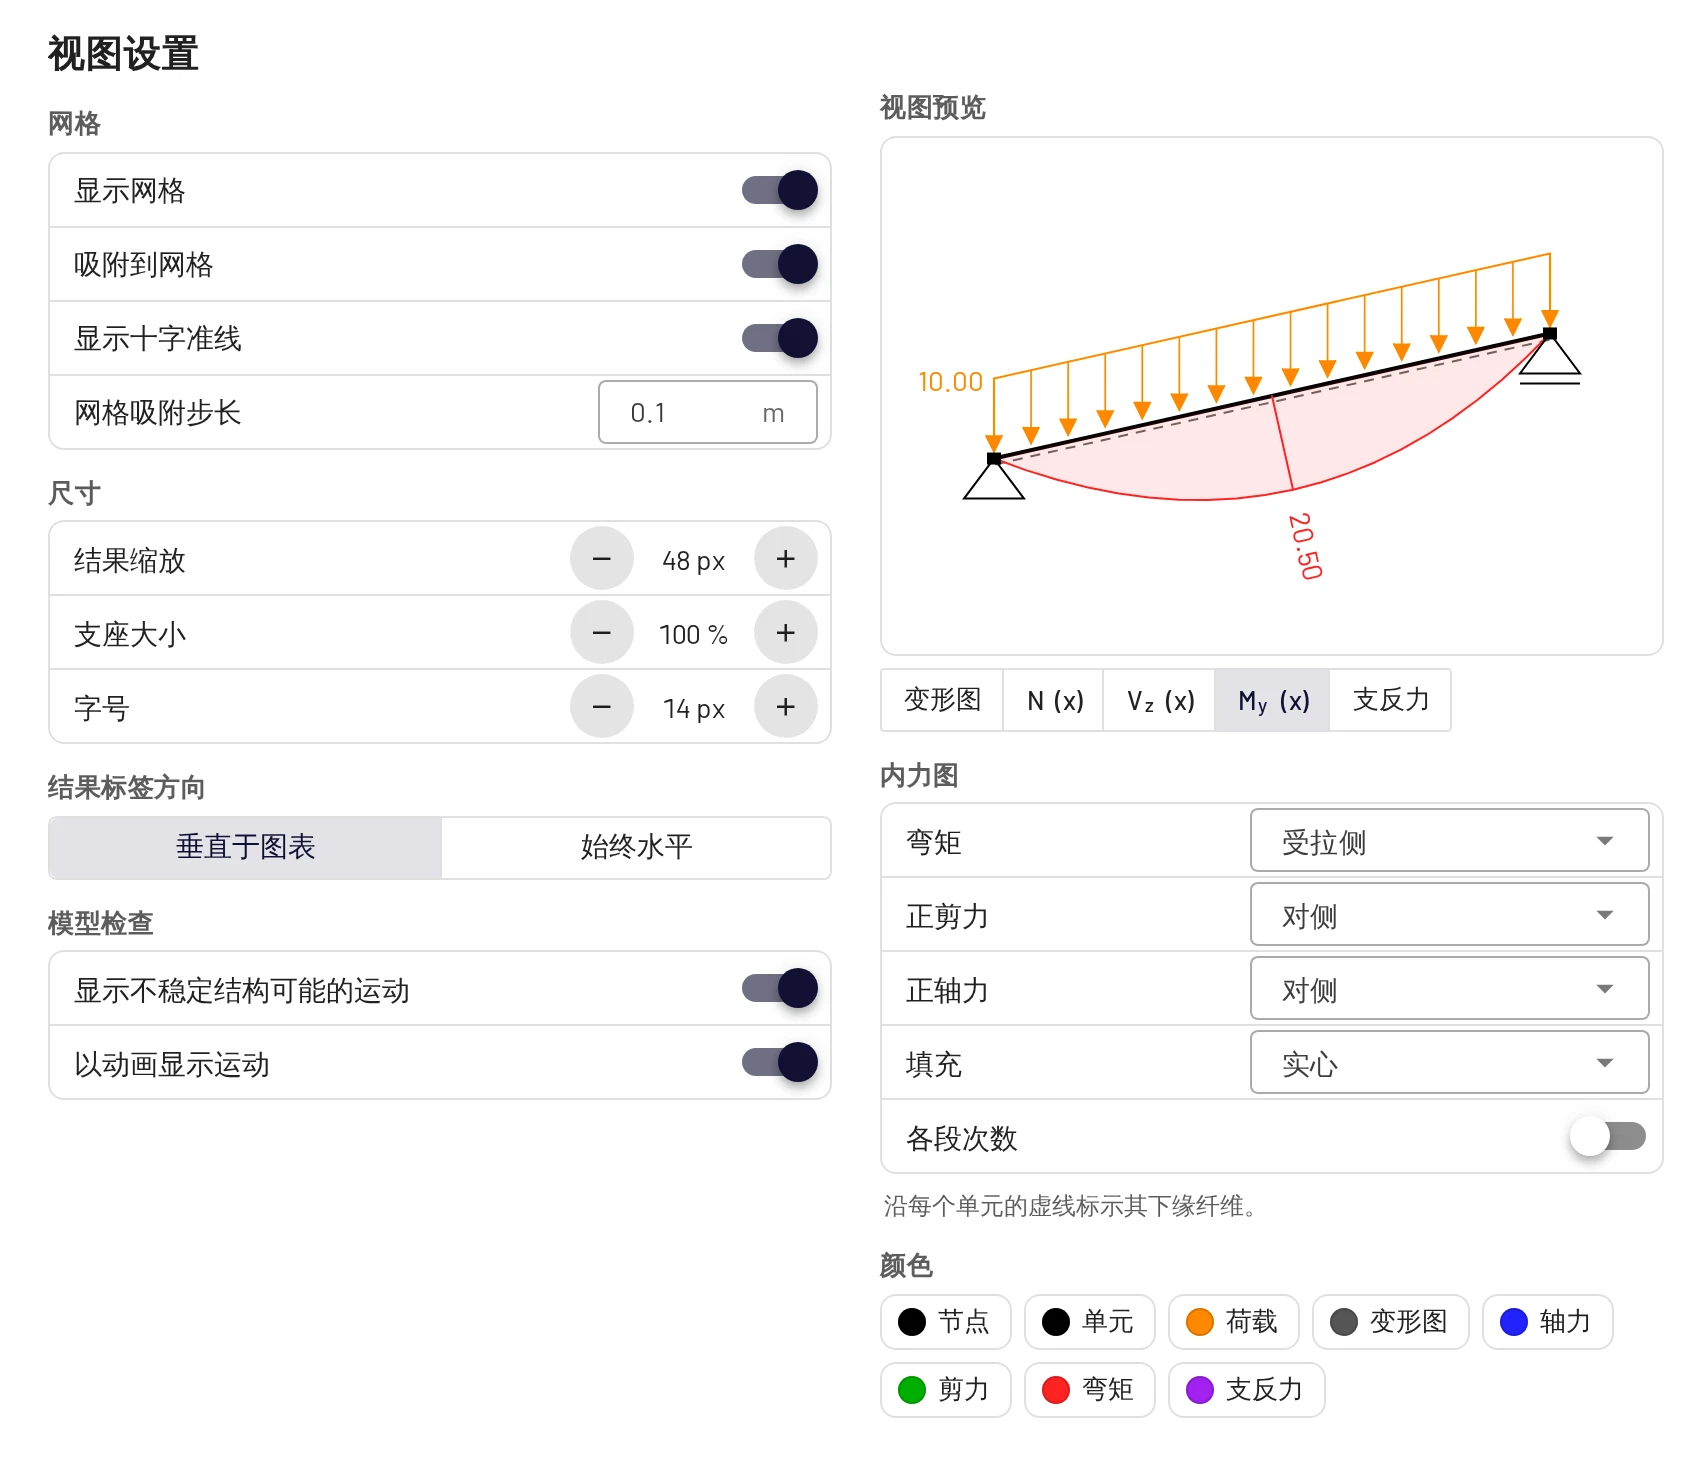 视图设置
网格
显示网格
吸附到网格
显示十字准线
网格吸附步长 0.1 m
尺寸
结果缩放 − 48 px +
支座大小 − 100 % +
字号 − 14 px +
结果标签方向
垂直于图表 始终水平
模型检查
显示不稳定结构可能的运动
以动画显示运动
视图预览
10.00
20.50
变形图 N (x) Vz (x) My (x) 支反力
内力图
弯矩 受拉侧
正剪力 对侧
正轴力 对侧
填充 实心
各段次数
沿每个单元的虚线标示其下缘纤维。
颜色
节点 单元 荷载 变形图 轴力
剪力 弯矩 支反力